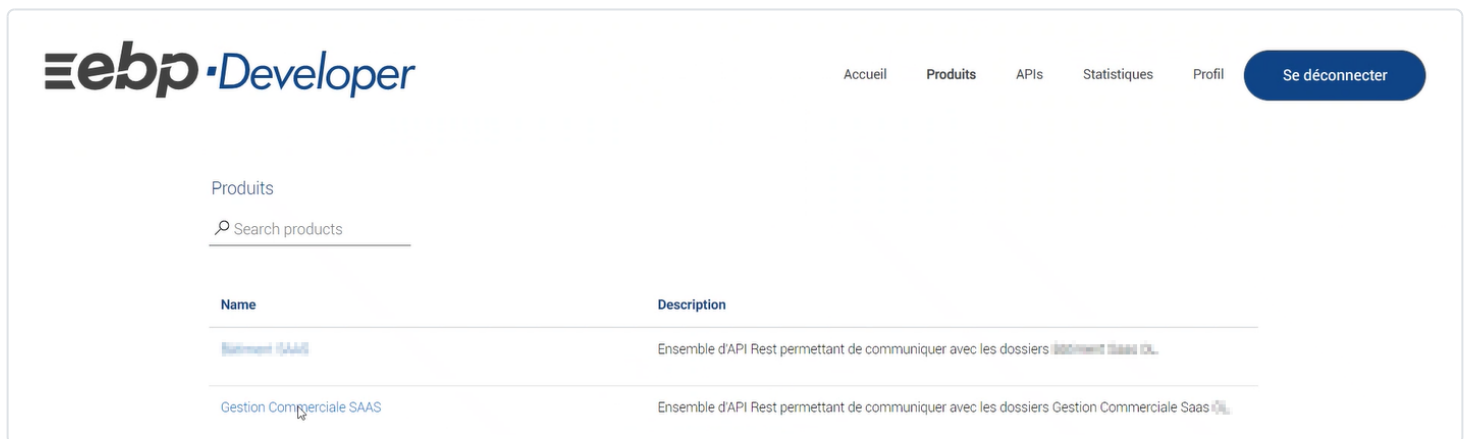 ebp·Developer
Accueil Produits APIs Statistiques Profil Se déconnecter
Produits
Search products
Name Description
Ensemble d'API Rest permettant de communiquer avec les dossiers
Gestion Commerciale SAAS Ensemble d'API Rest permettant de communiquer avec les dossiers Gestion Commerciale Saas